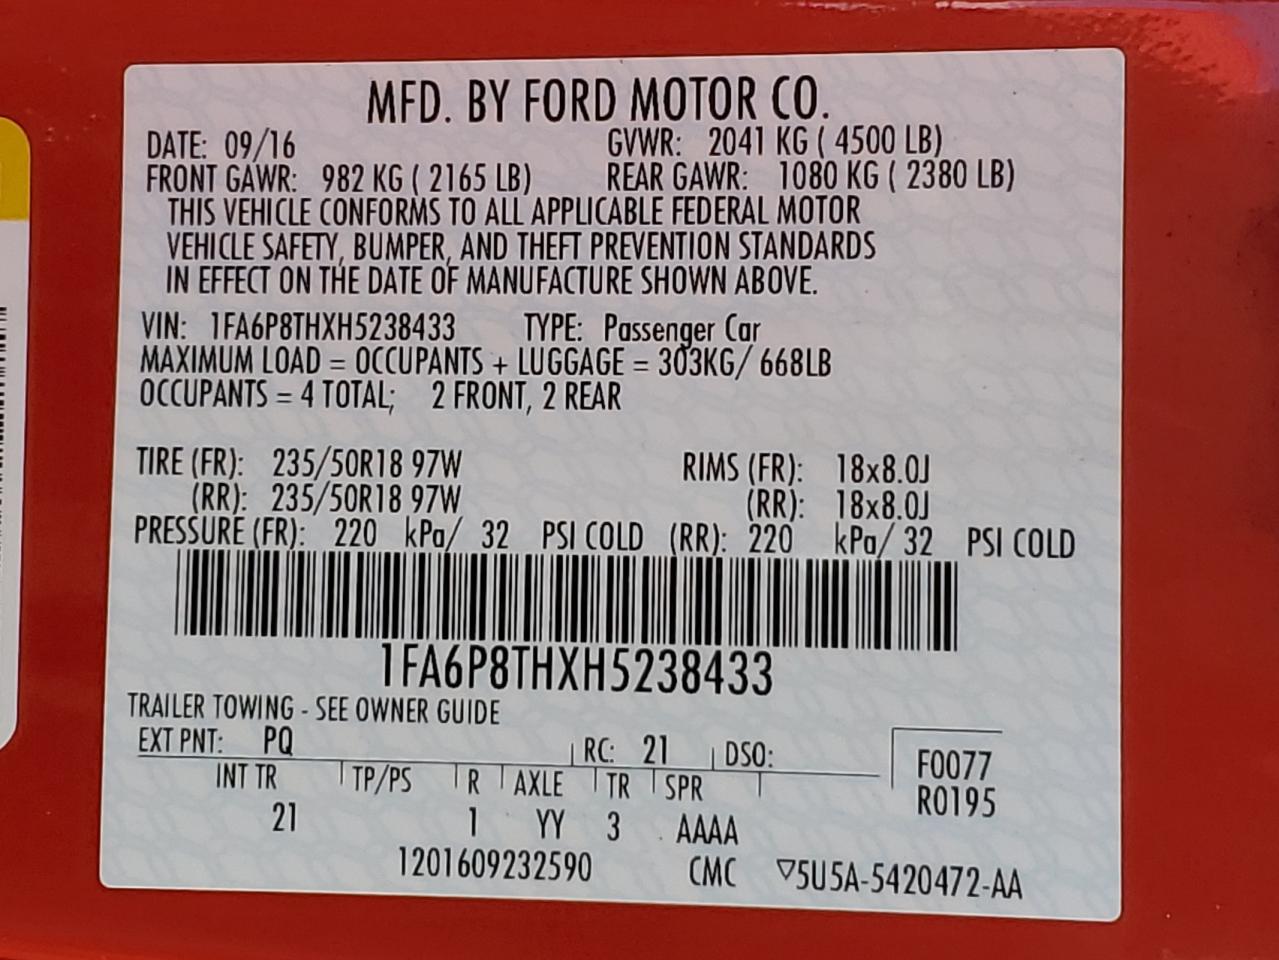 MFD. BY FORD MOTOR CO.
DATE: 09/16 GVWR: 2041 KG ( 4500 LB)
FRONT GAWR: 982 KG ( 2165 LB) REAR GAWR: 1080 KG ( 2380 LB)
THIS VEHICLE CONFORMS TO ALL APPLICABLE FEDERAL MOTOR
VEHICLE SAFETY, BUMPER, AND THEFT PREVENTION STANDARDS
IN EFFECT ON THE DATE OF MANUFACTURE SHOWN ABOVE.
VIN: 1FA6P8THXH5238433 TYPE: Passenger Car
MAXIMUM LOAD = OCCUPANTS + LUGGAGE = 303KG/ 668LB
OCCUPANTS = 4 TOTAL; 2 FRONT, 2 REAR
TIRE (FR): 235/50R18 97W RIMS (FR): 18x8.0J
(RR): 235/50R18 97W (RR): 18x8.0J
PRESSURE (FR): 220 kPa/ 32 PSI COLD (RR): 220 kPa/ 32 PSI COLD
1FA6P8THXH5238433
TRAILER TOWING - SEE OWNER GUIDE
EXT PNT: PQ RC: 21 DSO: F0077
INT TR TP/PS R AXLE TR SPR R0195
21 1 YY 3 AAAA
1201609232590 CMC ▽5U5A-5420472-AA